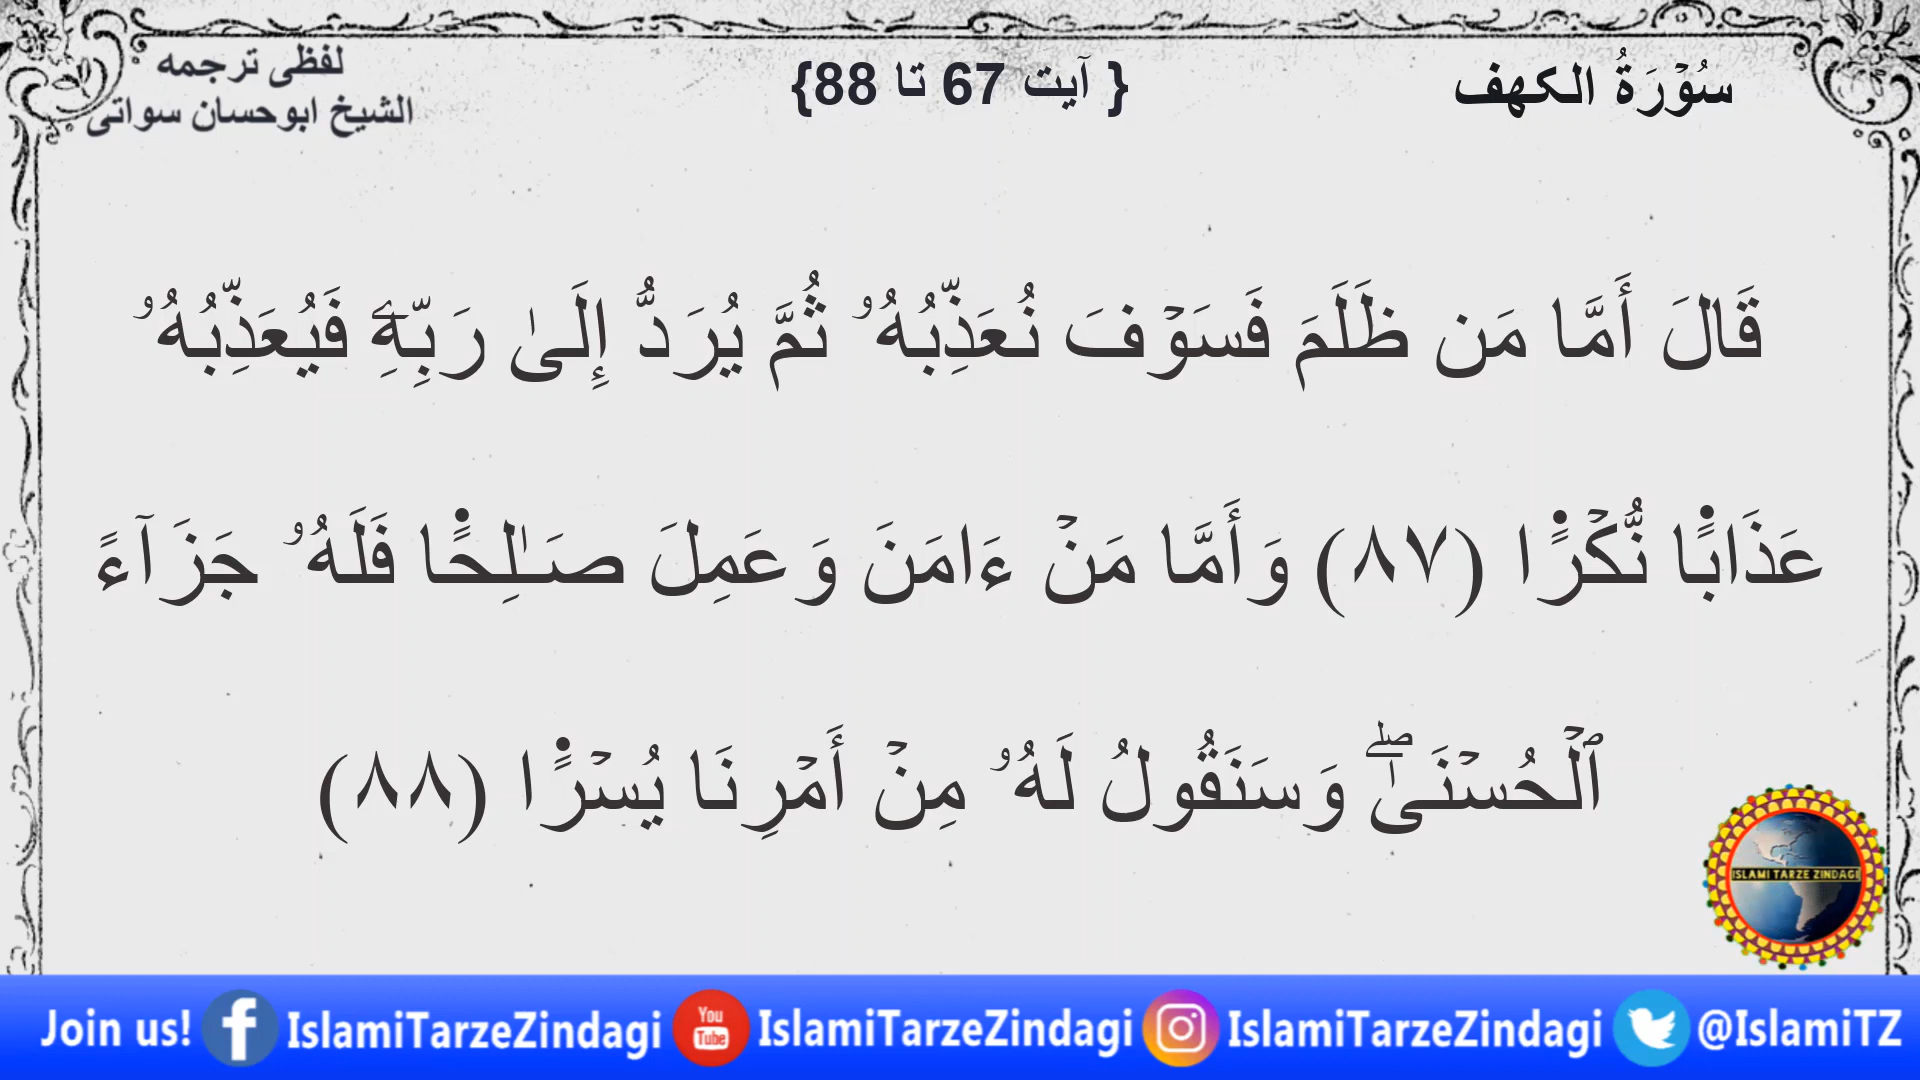 سُوۡرَةُ الكهف
{ آیت 67 تا 88}
لفظی ترجمه
الشیخ ابوحسان سواتی
قَالَ أَمَّا مَن ظَلَمَ فَسَوۡفَ نُعَذِّبُهُۥ ثُمَّ يُرَدُّ إِلَىٰ رَبِّهِۦ فَيُعَذِّبُهُۥ
عَذَابٗا نُّكۡرٗا (٨٧) وَأَمَّا مَنۡ ءَامَنَ وَعَمِلَ صَـٰلِحٗا فَلَهُۥ جَزَآءً
ٱلۡحُسۡنَىٰۖ وَسَنَقُولُ لَهُۥ مِنۡ أَمۡرِنَا يُسۡرٗا (٨٨)
ISLAMI TARZE ZINDAGI
Join us! f IslamiTarzeZindagi You Tube IslamiTarzeZindagi IslamiTarzeZindagi @IslamiTZ